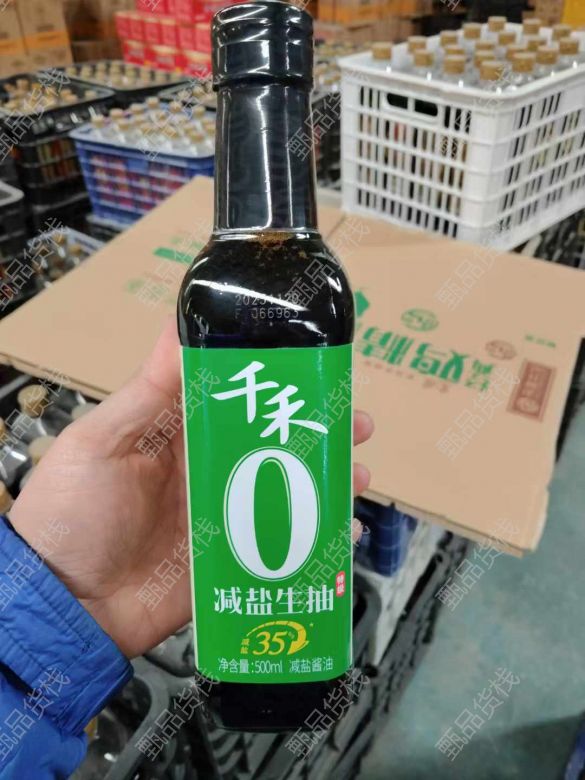 20251120
F J66963
千禾
0
减盐生抽
特级
减盐
35%*
净含量:500ml 减盐酱油
甄品货栈